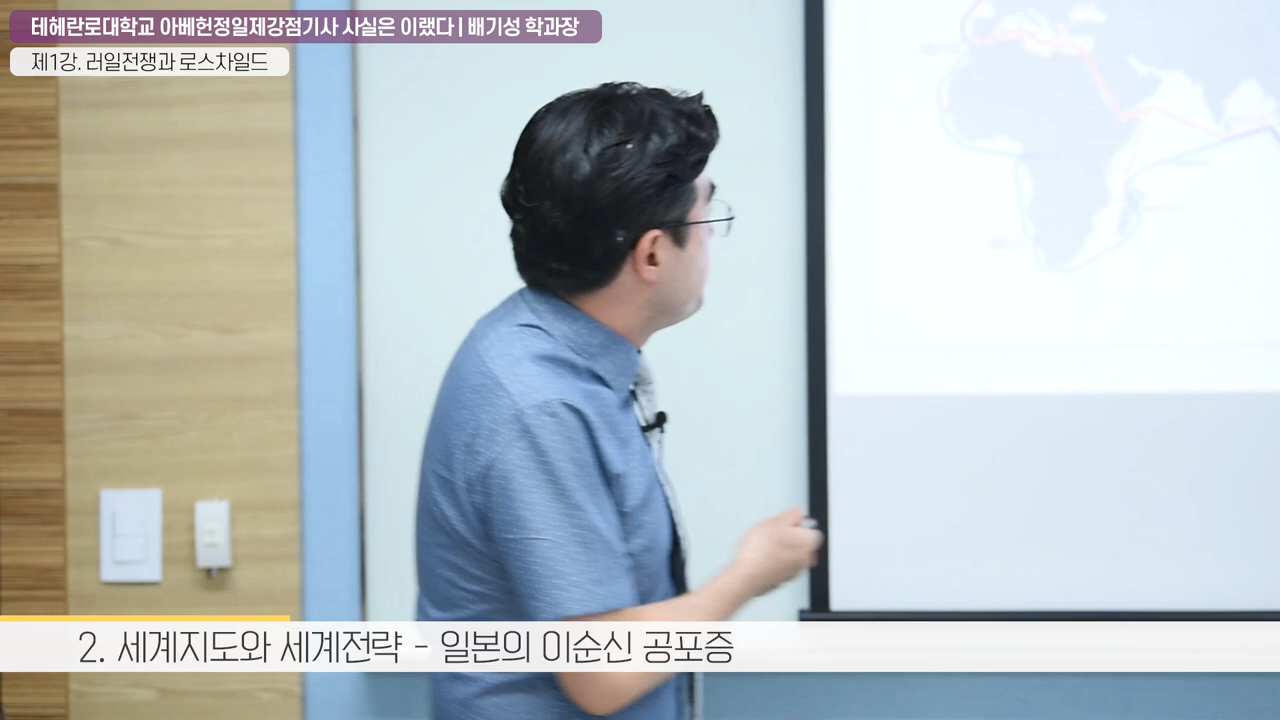 테헤란로대학교 아베헌정일제강점기사 사실은 이랬다 | 배기성 학과장
제1강. 러일전쟁과 로스차일드
2. 세계지도와 세계전략 - 일본의 이순신 공포증